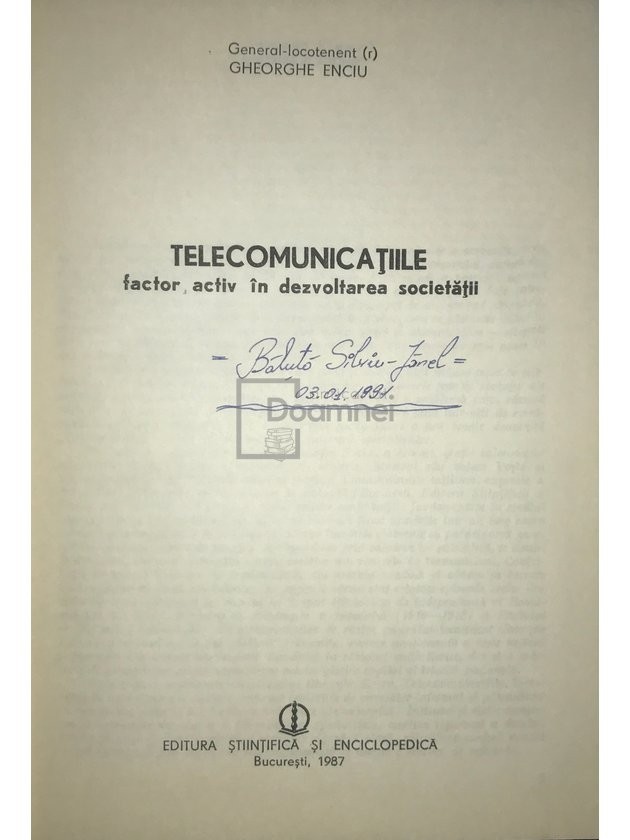 General-locotenent (r)
GHEORGHE ENCIU
TELECOMUNICAŢIILE
factor activ în dezvoltarea societăţii
= Băluţă Silviu-Jănel =
03.01.1991.
Doamnei
EDITURA ŞTIINŢIFICĂ ŞI ENCICLOPEDICĂ
Bucureşti, 1987